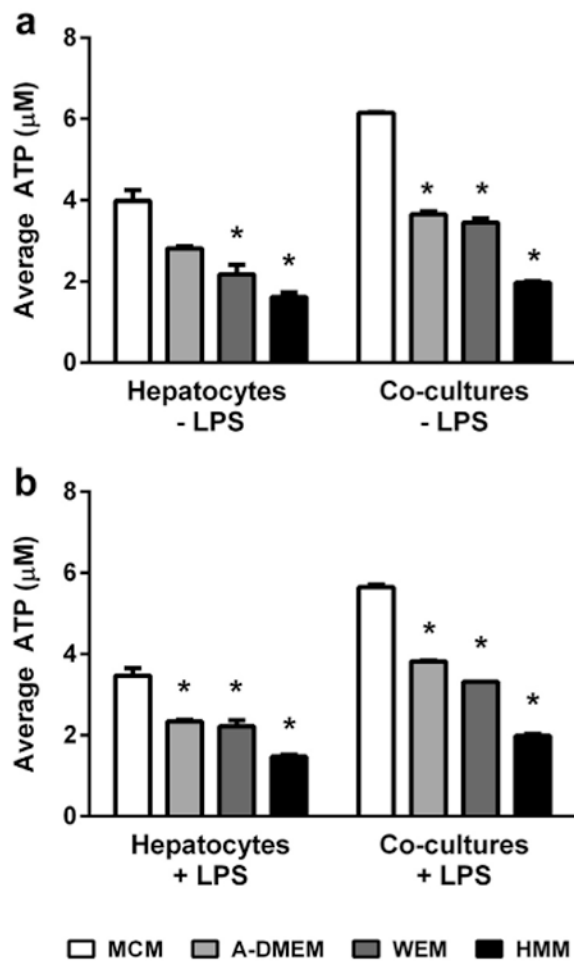 a
Average ATP (μM)
8
6
4
2
0
* * * * *
Hepatocytes
- LPS
Co-cultures
- LPS
b
Average ATP (μM)
8
6
4
2
0
* * * * * *
Hepatocytes
+ LPS
Co-cultures
+ LPS
MCM A-DMEM WEM HMM